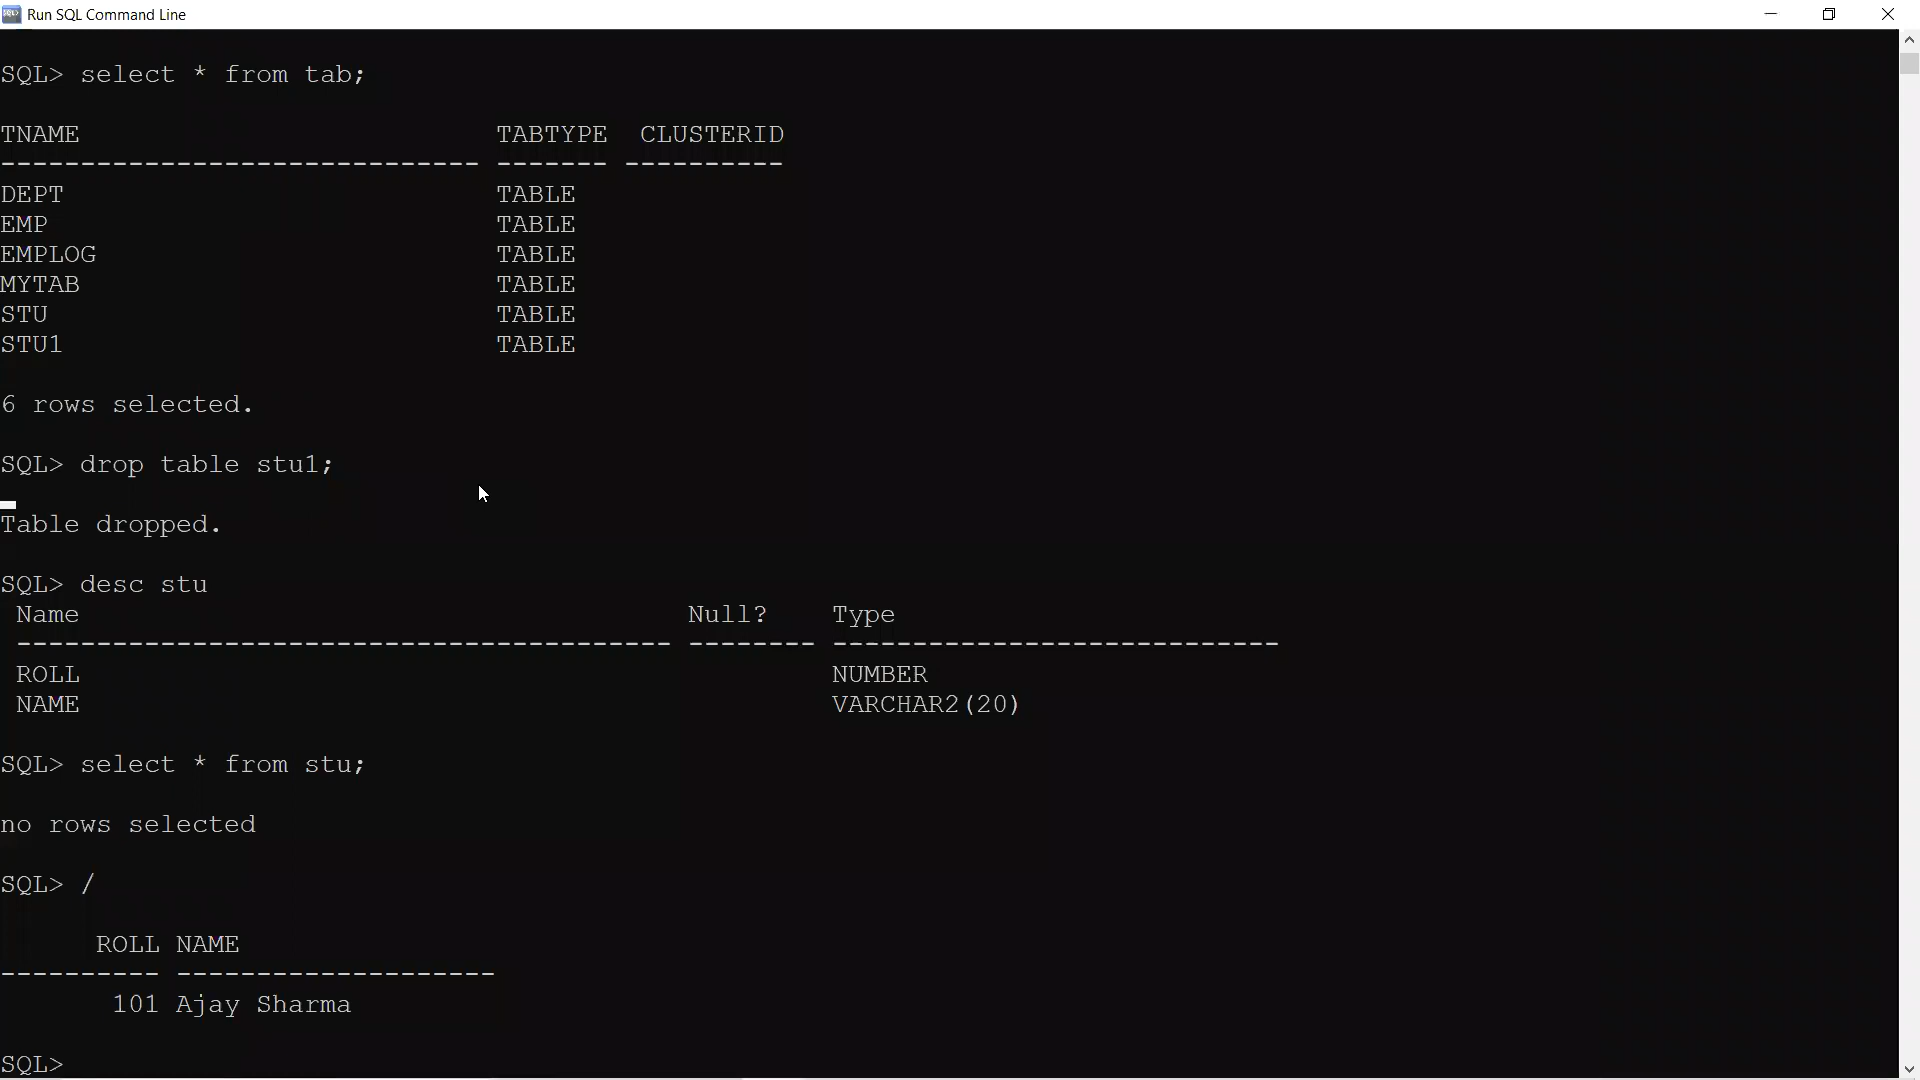 Run SQL Command Line
SQL> select * from tab;
TNAME TABTYPE CLUSTERID
------------------------------ ------- ----------
DEPT TABLE
EMP TABLE
EMPLOG TABLE
MYTAB TABLE
STU TABLE
STU1 TABLE
6 rows selected.
SQL> drop table stu1;
Table dropped.
SQL> desc stu
Name Null? Type
----------------------------------------- -------- ----------------------------
ROLL NUMBER
NAME VARCHAR2(20)
SQL> select * from stu;
no rows selected
SQL> /
ROLL NAME
---------- --------------------
101 Ajay Sharma
SQL>